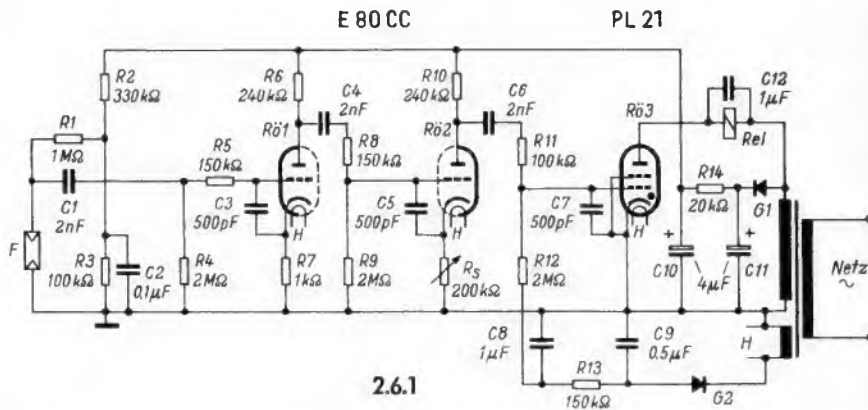 E 80 CC
PL 21
R2
330kΩ
R6
240kΩ
C4
2nF
R10
240kΩ
C6
2nF
C12
1µF
Rel
R1
1MΩ
R5
150kΩ
Rö1
R8
150kΩ
Rö2
R11
100kΩ
Rö3
R14
20kΩ
G1
C1
2nF
C3
500pF
C5
500pF
C7
500pF
F
H
H
H
R3
100kΩ
C2
0,1µF
R4
2MΩ
R7
1kΩ
R9
2MΩ
RS
200kΩ
R12
2MΩ
C10
4µF
C11
Netz
~
H
C8
1µF
C9
0.5µF
R13
150kΩ
G2
+
+
2.6.1